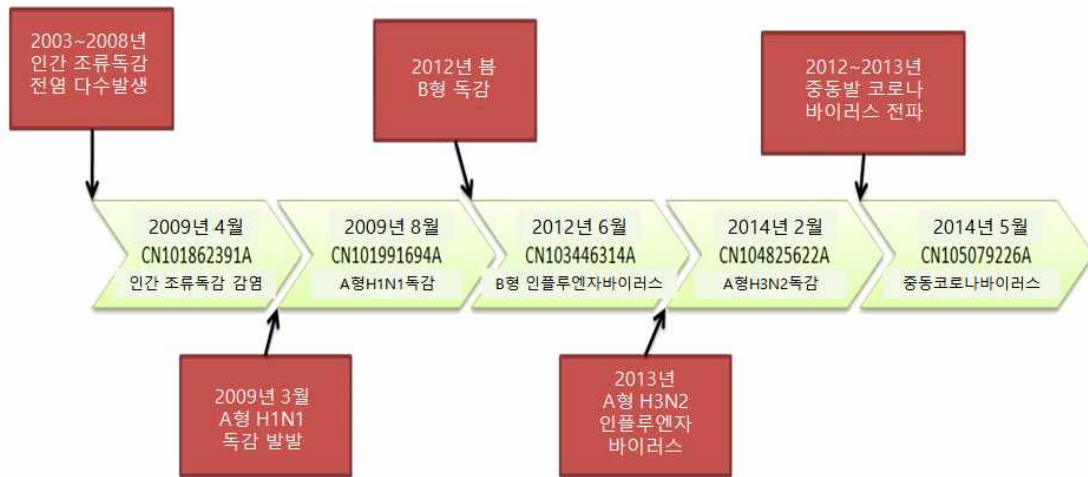 2003~2008년
인간 조류독감
전염 다수발생
2012년 봄
B형 독감
2012~2013년
중동발 코로나
바이러스 전파
2009년 4월
CN101862391A
인간 조류독감 감염
2009년 8월
CN101991694A
A형H1N1독감
2012년 6월
CN103446314A
B형 인플루엔자바이러스
2014년 2월
CN104825622A
A형H3N2독감
2014년 5월
CN105079226A
중동코로나바이러스
2009년 3월
A형 H1N1
독감 발발
2013년
A형 H3N2
인플루엔자
바이러스